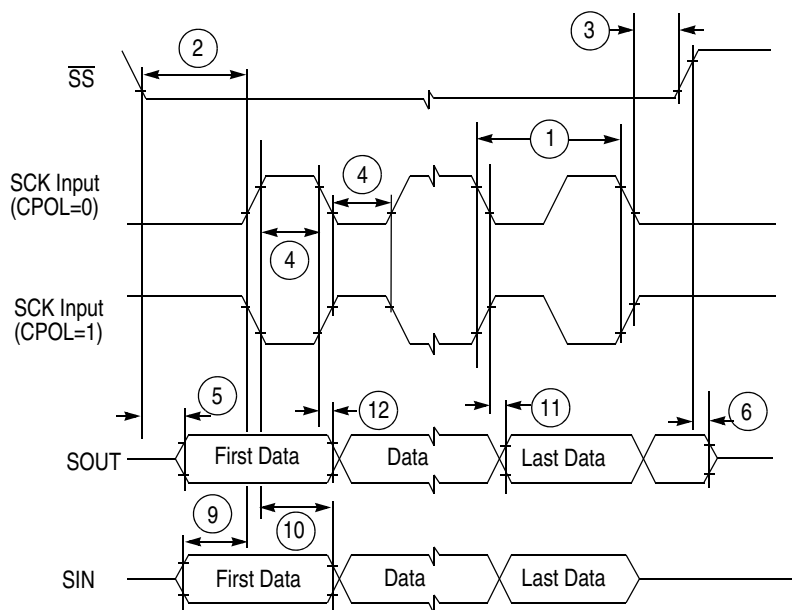 2
3
SS
1
SCK Input
(CPOL=0)
4
4
SCK Input
(CPOL=1)
5
12
11
6
SOUT
First Data
Data
Last Data
9
10
SIN
First Data
Data
Last Data